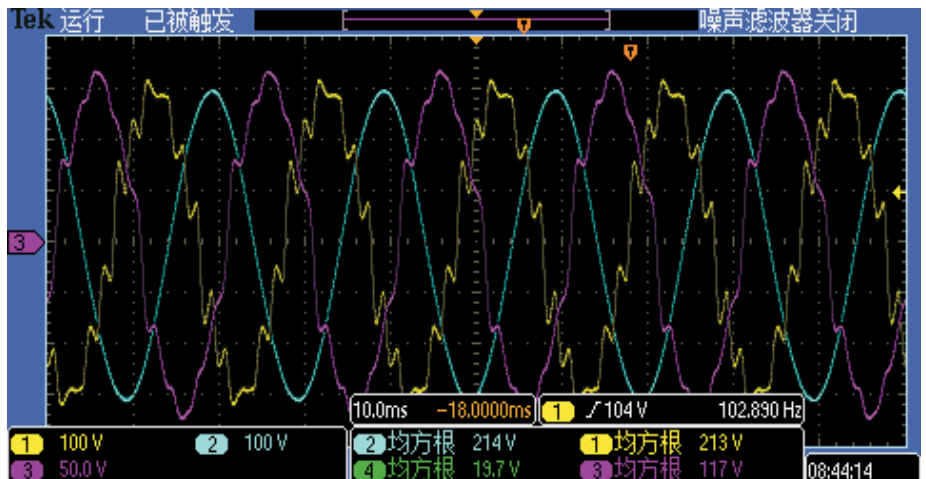 Tek 运行 已被触发 噪声滤波器关闭
T
T
3
10.0ms -18.0000ms 1 104 V 102.890 Hz
1 100 V 2 100 V 2 均方根 214 V 1 均方根 213 V
3 50.0 V 4 均方根 19.7 V 3 均方根 117 V 08:44:14